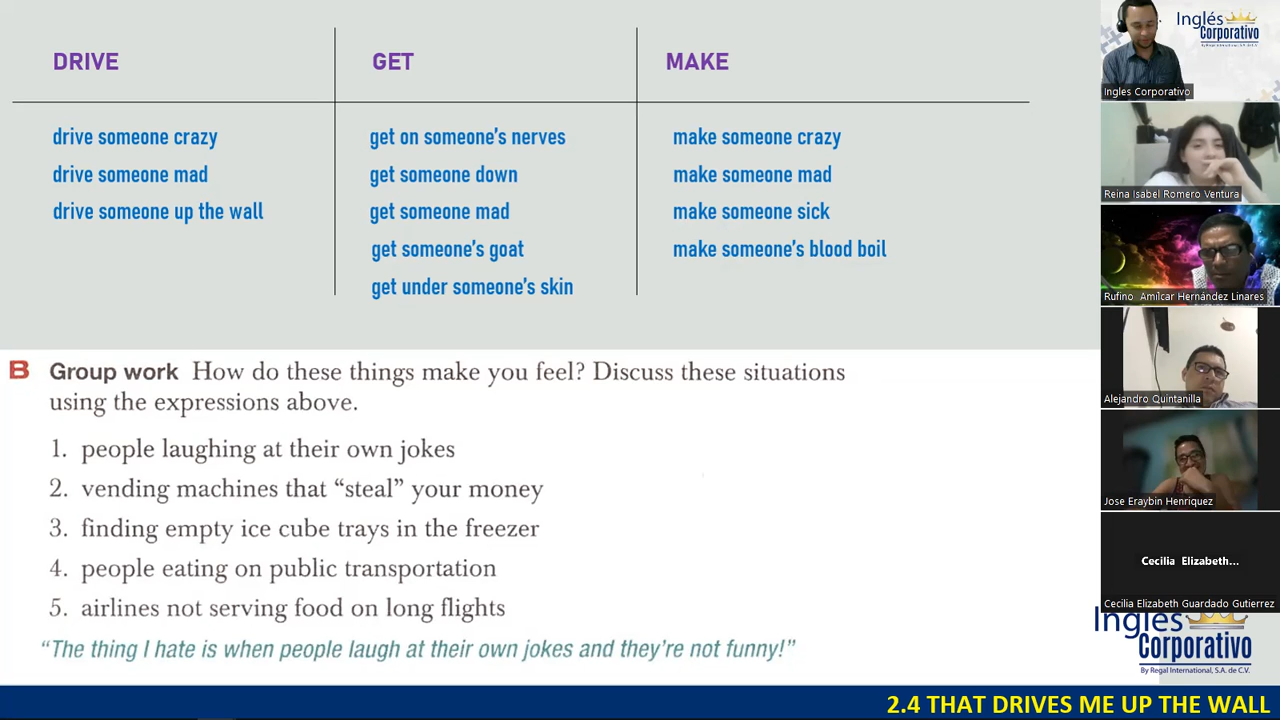 DRIVE
drive someone crazy
drive someone mad
drive someone up the wall
GET
get on someone's nerves
get someone down
get someone mad
get someone's goat
get under someone's skin
MAKE
make someone crazy
make someone mad
make someone sick
make someone's blood boil
B Group work How do these things make you feel? Discuss these situations
using the expressions above.
1. people laughing at their own jokes
2. vending machines that “steal” your money
3. finding empty ice cube trays in the freezer
4. people eating on public transportation
5. airlines not serving food on long flights
“The thing I hate is when people laugh at their own jokes and they're not funny!”
Inglés
Corporativo
By Regal International, S.A. de C.V.
Ingles Corporativo
Reina Isabel Romero Ventura
Rufino Amílcar Hernández Linares
Alejandro Quintanilla
Jose Eraybin Henriquez
Cecilia Elizabeth...
Cecilia Elizabeth Guardado Gutierrez
Inglés
Corporativo
By Regal International, S.A. de C.V.
2.4 THAT DRIVES ME UP THE WALL